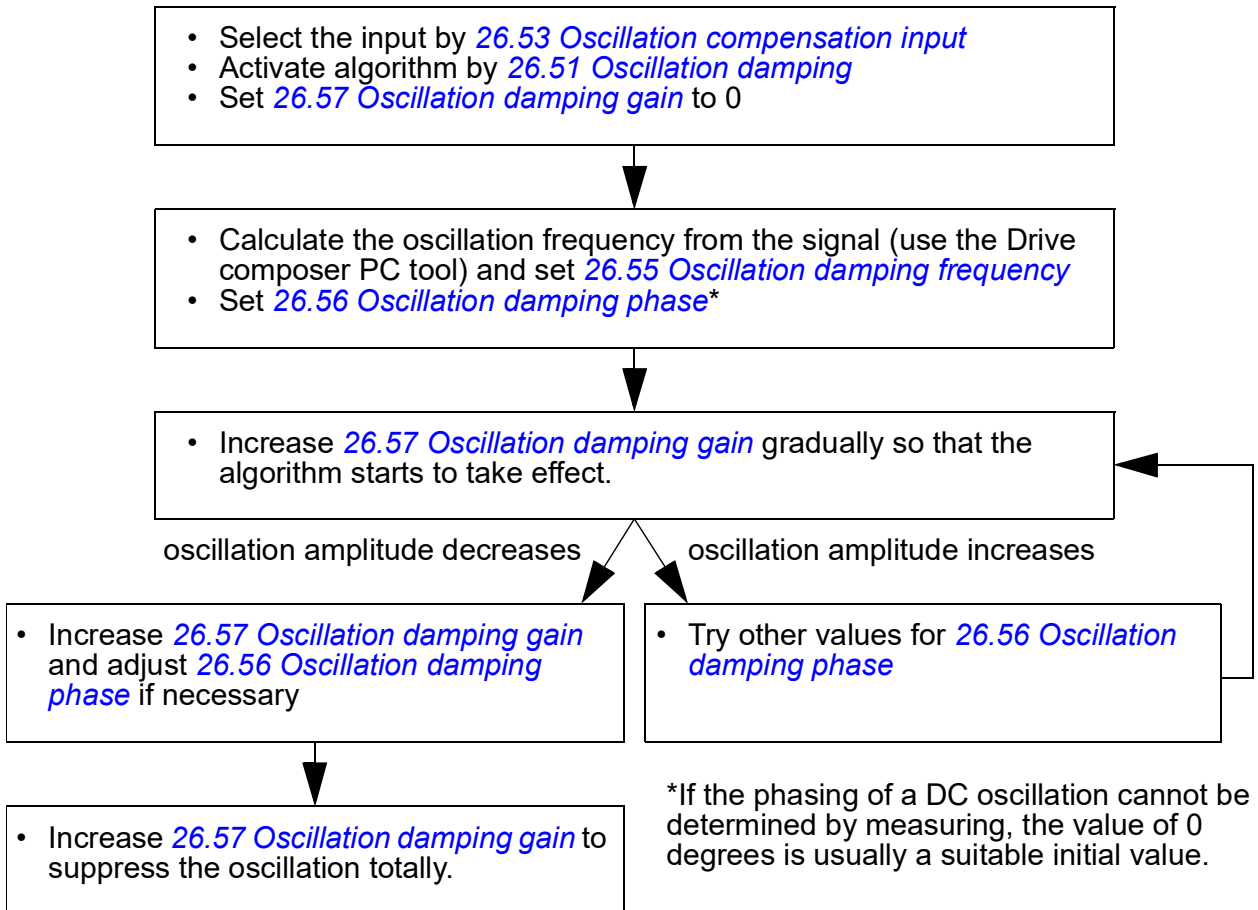 • Select the input by 26.53 Oscillation compensation input
• Activate algorithm by 26.51 Oscillation damping
• Set 26.57 Oscillation damping gain to 0
• Calculate the oscillation frequency from the signal (use the Drive
composer PC tool) and set 26.55 Oscillation damping frequency
• Set 26.56 Oscillation damping phase*
• Increase 26.57 Oscillation damping gain gradually so that the
algorithm starts to take effect.
oscillation amplitude decreases
oscillation amplitude increases
• Increase 26.57 Oscillation damping gain
and adjust 26.56 Oscillation damping
phase if necessary
• Try other values for 26.56 Oscillation
damping phase
• Increase 26.57 Oscillation damping gain to
suppress the oscillation totally.
*If the phasing of a DC oscillation cannot be
determined by measuring, the value of 0
degrees is usually a suitable initial value.